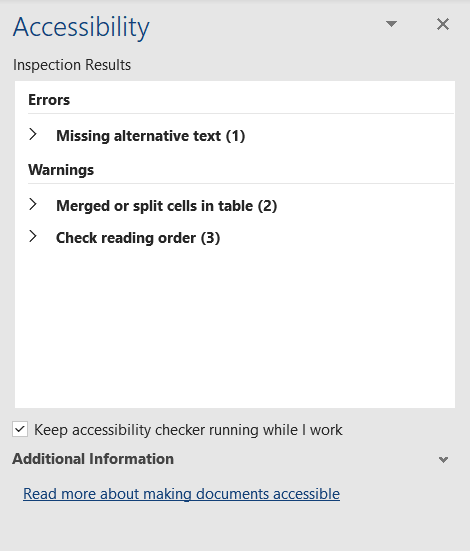 Accessibility
Inspection Results
Errors
Missing alternative text (1)
Warnings
Merged or split cells in table (2)
Check reading order (3)
Keep accessibility checker running while I work
Additional Information
Read more about making documents accessible